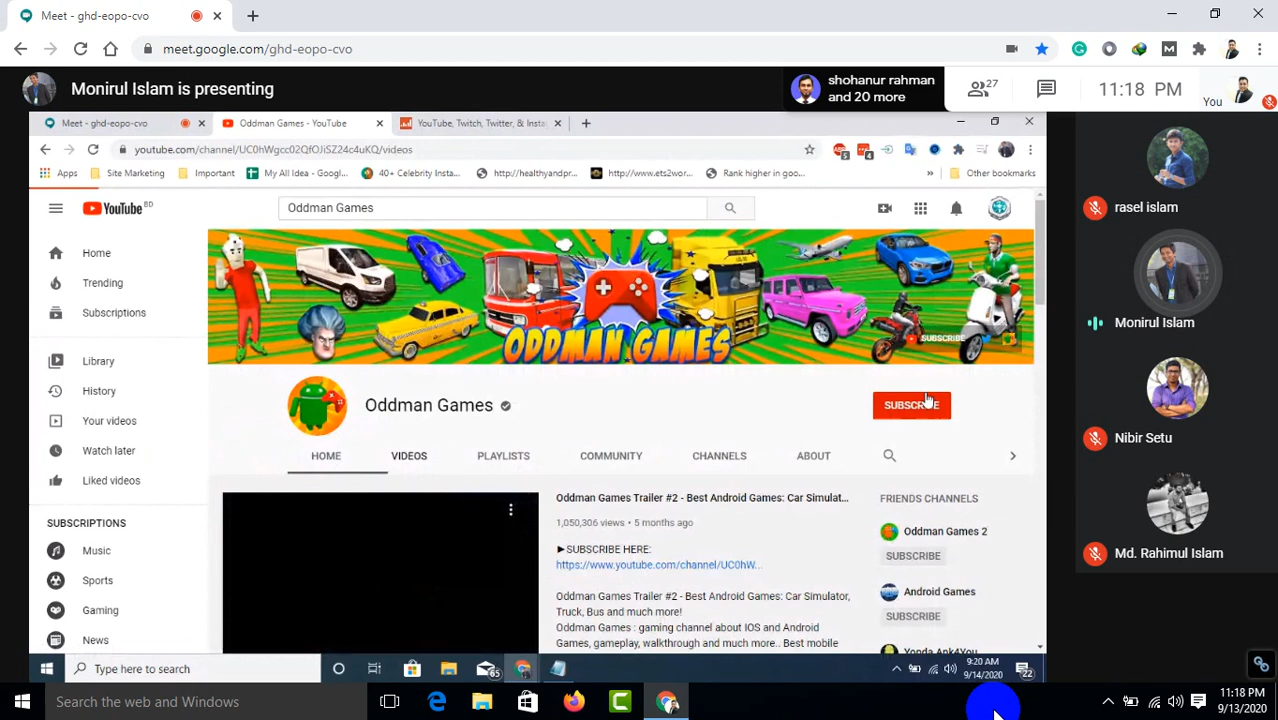 Meet - ghd-eopo-cvo
meet.google.com/ghd-eopo-cvo
Monirul Islam is presenting
shohanur rahman
and 20 more
27
11:18 PM
You
Meet - ghd-eopo-cvo
Oddman Games - YouTube
YouTube, Twitch, Twitter, & Insta
youtube.com/channel/UC0hWgcc02QfOJiSZ24c4uKQ/videos
Apps
Site Marketing
Important
My All Idea - Googl...
40+ Celebrity Insta...
http://healthyandpr...
http://www.ets2wor...
Rank higher in goo...
Other bookmarks
YouTube BD
Oddman Games
ODDMAN GAMES
SUBSCRIBE
Home
Trending
Subscriptions
Library
History
Your videos
Watch later
Liked videos
SUBSCRIPTIONS
Music
Sports
Gaming
News
Oddman Games
SUBSCRIBE
HOME
VIDEOS
PLAYLISTS
COMMUNITY
CHANNELS
ABOUT
Oddman Games Trailer #2 - Best Android Games: Car Simulat...
1,050,306 views • 5 months ago
►SUBSCRIBE HERE:
https://www.youtube.com/channel/UC0hW...
Oddman Games Trailer #2 - Best Android Games: Car Simulator,
Truck, Bus and much more!
Oddman Games : gaming channel about IOS and Android
Games, gameplay, walkthrough and much more.. Best mobile
FRIENDS CHANNELS
Oddman Games 2
SUBSCRIBE
Android Games
SUBSCRIBE
rasel islam
Monirul Islam
Nibir Setu
Md. Rahimul Islam
Type here to search
65
9:20 AM
9/14/2020
22
Search the web and Windows
11:18 PM
9/13/2020